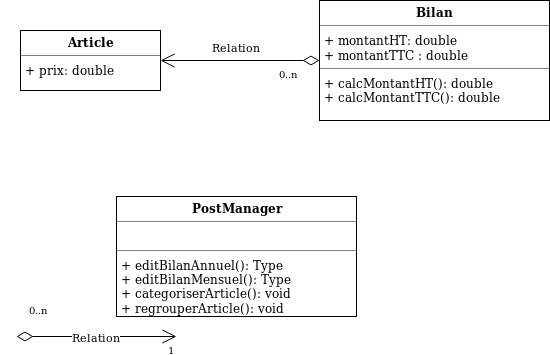 Article
+ prix: double
Relation
0..n
Bilan
+ montantHT: double
+ montantTTC : double
+ calcMontantHT(): double
+ calcMontantTTC(): double
PostManager
+ editBilanAnnuel(): Type
+ editBilanMensuel(): Type
+ categoriserArticle(): void
+ regrouperArticle(): void
0..n
Relation
1